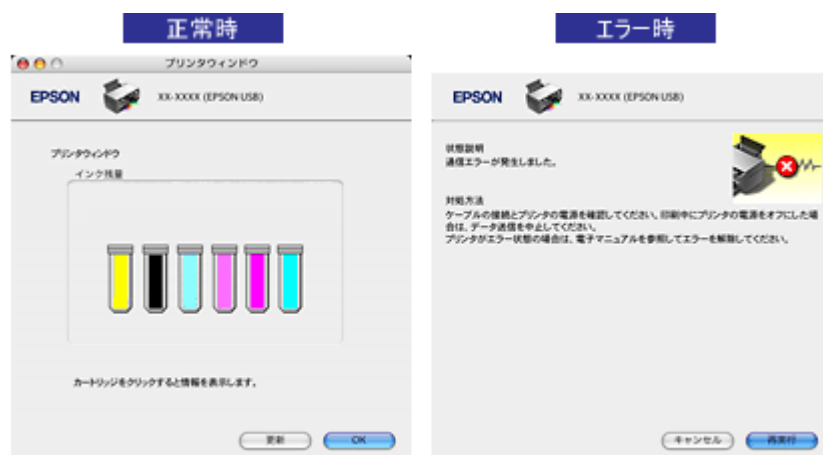 正常時
プリンタウィンドウ
EPSON
XX-XXXX (EPSON USB)
プリンタウィンドウ
インク残量
カートリッジをクリックすると情報を表示します。
更新
OK
エラー時
EPSON
XX-XXXX (EPSON USB)
状態説明
通信エラーが発生しました。
対処方法
ケーブルの接続とプリンタの電源を確認してください。印刷中にプリンタの電源をオフにした場
合は、データ送信を中止してください。
プリンタがエラー状態の場合は、電子マニュアルを参照してエラーを解除してください。
キャンセル
再実行